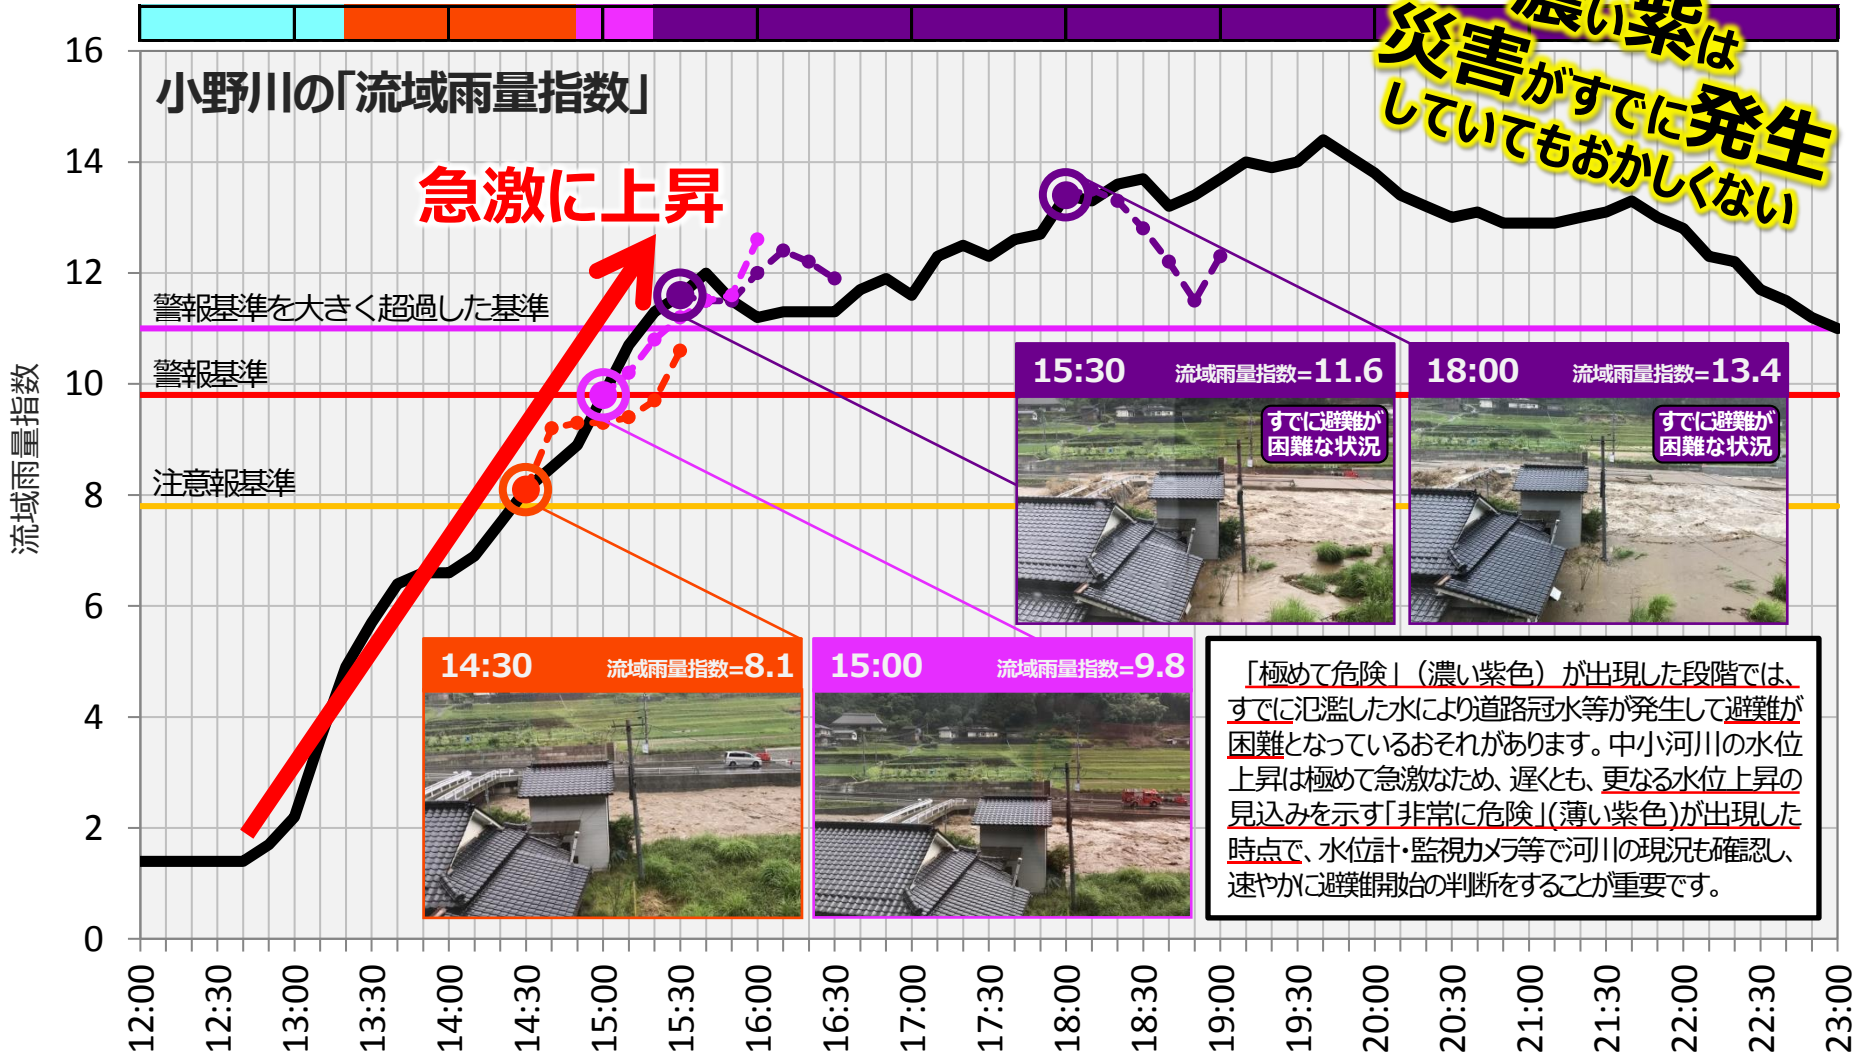 濃い紫は
災害がすでに発生
していてもおかしくない
小野川の「流域雨量指数」
急激に上昇
警報基準を大きく超過した基準
警報基準
注意報基準
流域雨量指数
16
14
12
10
8
6
4
2
0
15:30 流域雨量指数=11.6
すでに避難が
困難な状況
18:00 流域雨量指数=13.4
すでに避難が
困難な状況
14:30 流域雨量指数=8.1
15:00 流域雨量指数=9.8
「極めて危険」（濃い紫色）が出現した段階では、
すでに氾濫した水により道路冠水等が発生して避難が
困難となっているおそれがあります。中小河川の水位
上昇は極めて急激なため、遅くとも、更なる水位上昇の
見込みを示す「非常に危険」(薄い紫色)が出現した
時点で、水位計・監視カメラ等で河川の現況も確認し、
速やかに避難開始の判断をすることが重要です。
12:00 12:30 13:00 13:30 14:00 14:30 15:00 15:30 16:00 16:30 17:00 17:30 18:00 18:30 19:00 19:30 20:00 20:30 21:00 21:30 22:00 22:30 23:00